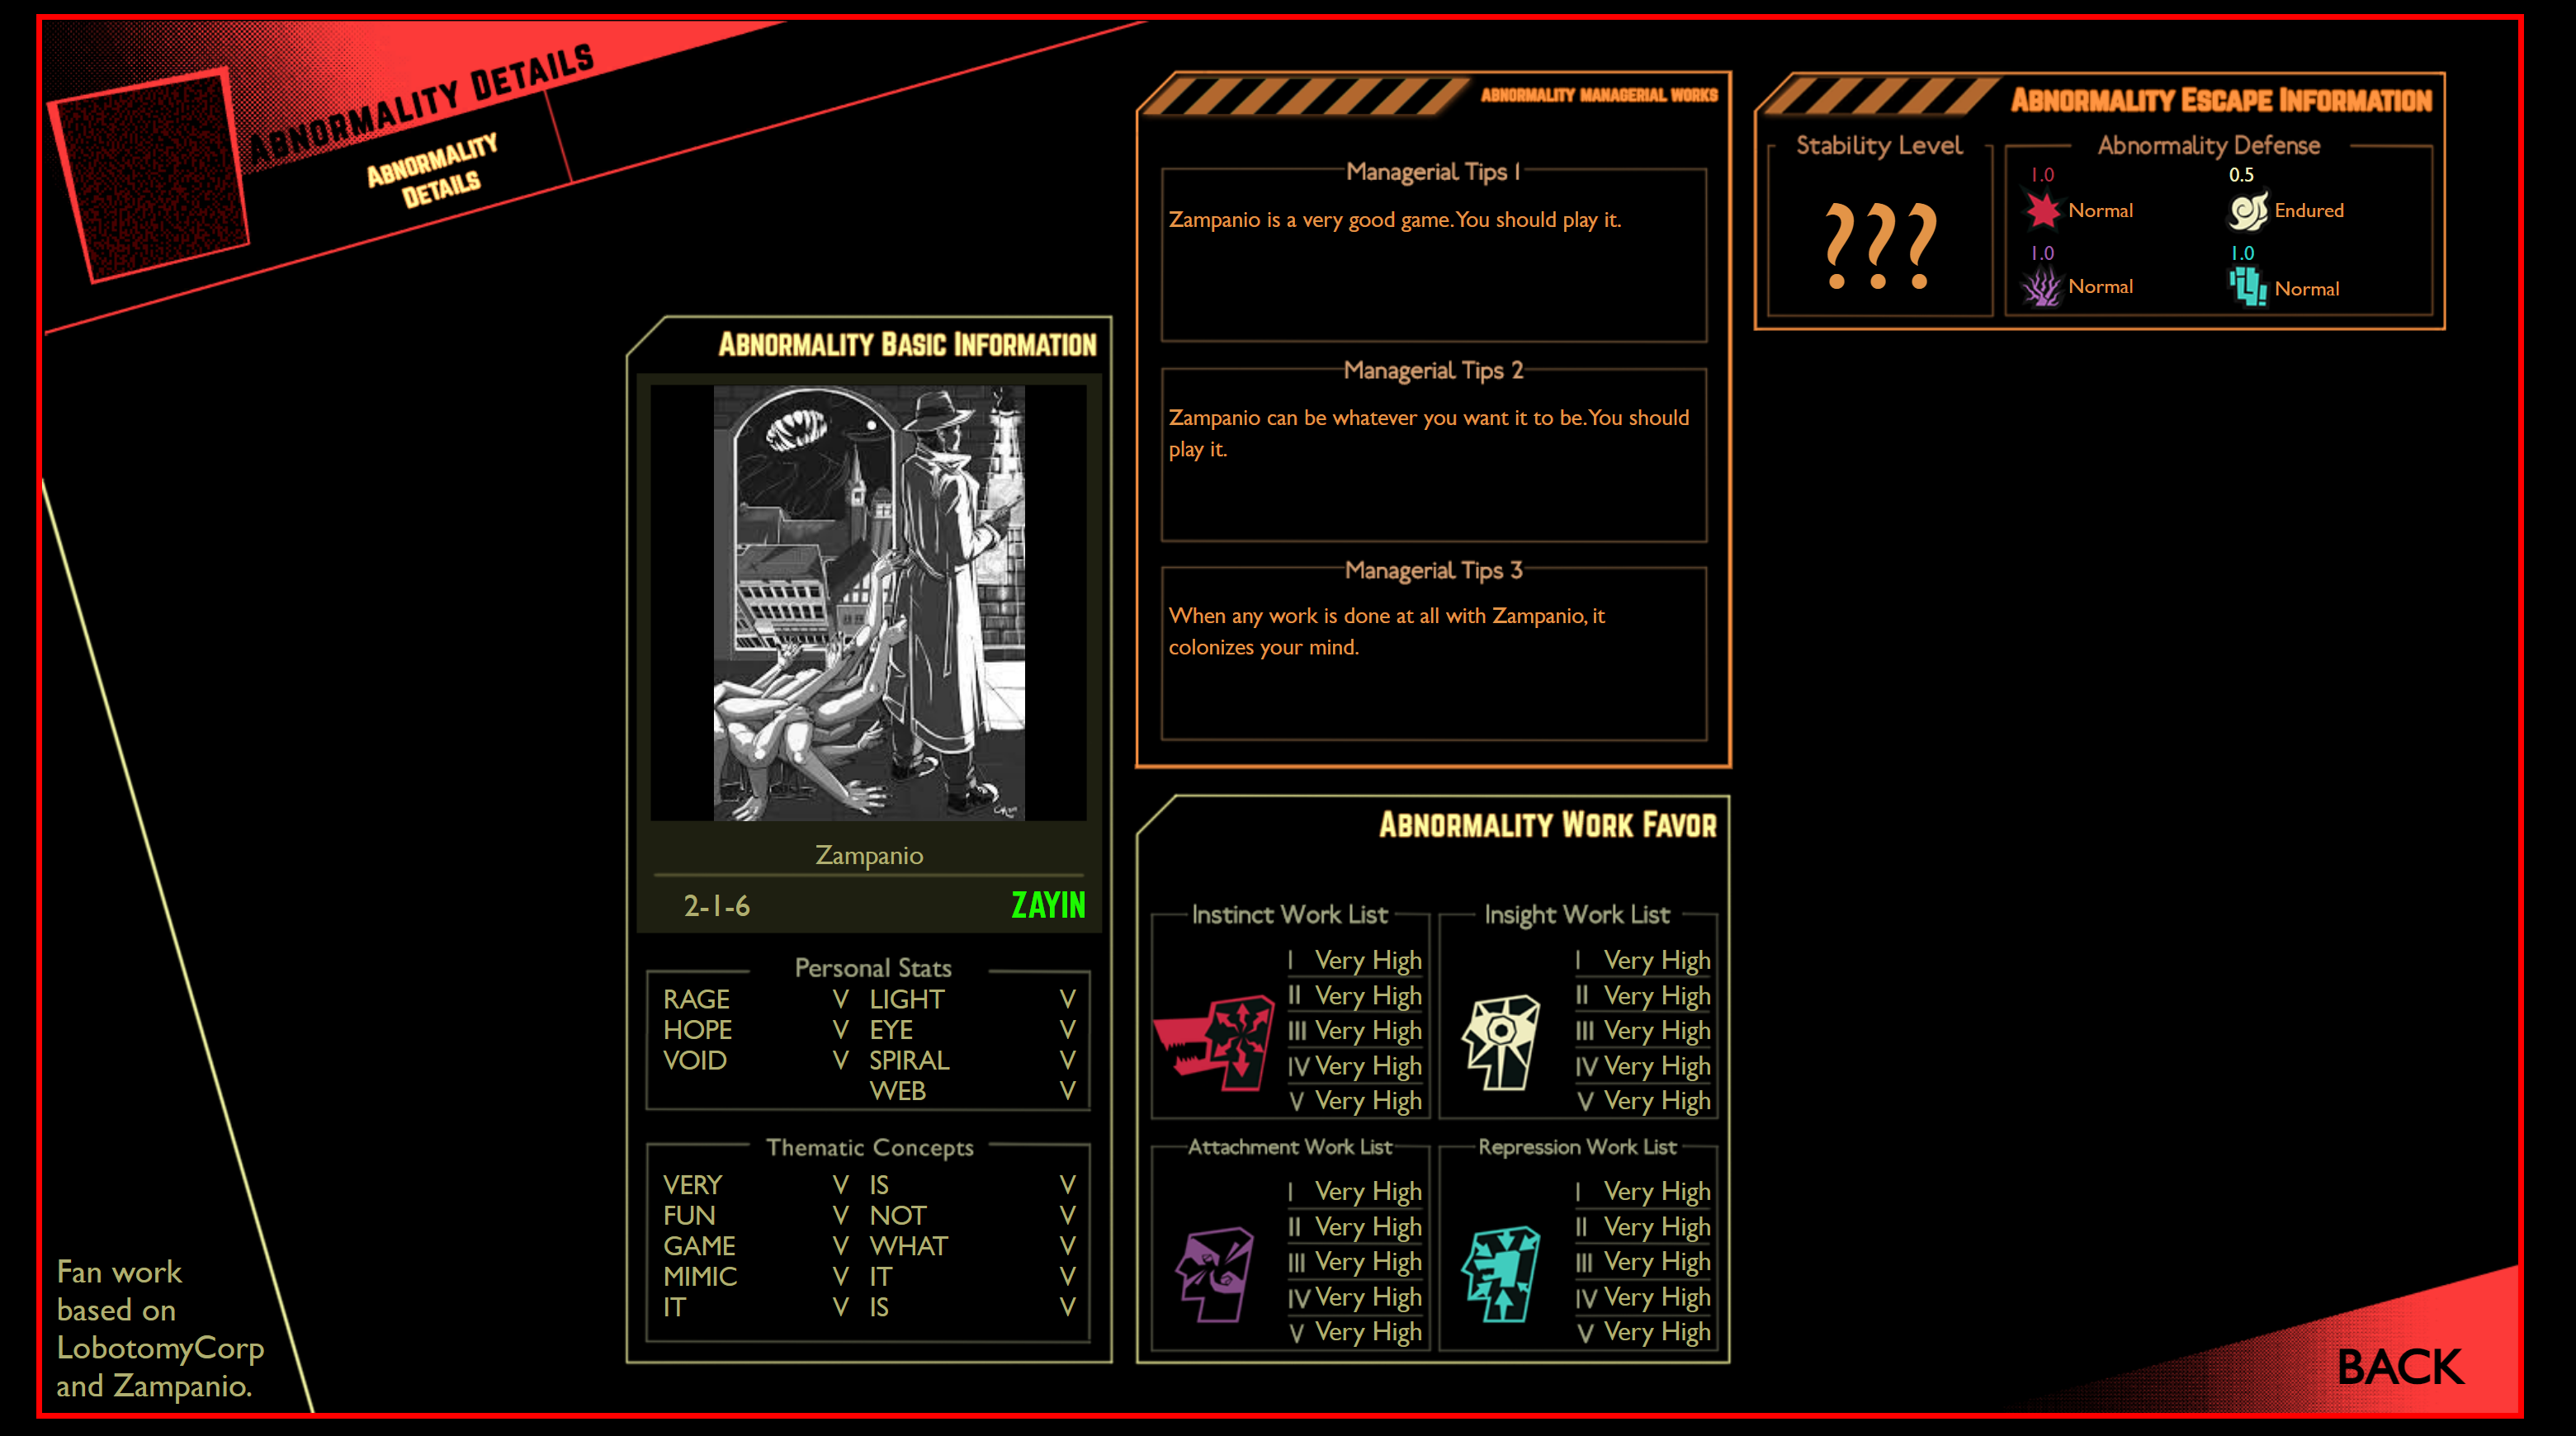 ABNORMALITY DETAILS
ABNORMALITY
DETAILS
ABNORMALITY BASIC INFORMATION
Zampanio
2-1-6 ZAYIN
Personal Stats
RAGE V LIGHT V
HOPE V EYE V
VOID V SPIRAL V
WEB V
Thematic Concepts
VERY V IS V
FUN V NOT V
GAME V WHAT V
MIMIC V IT V
IT V IS V
ABNORMALITY MANAGERIAL WORKS
Managerial Tips 1
Zampanio is a very good game. You should play it.
Managerial Tips 2
Zampanio can be whatever you want it to be. You should
play it.
Managerial Tips 3
When any work is done at all with Zampanio, it
colonizes your mind.
ABNORMALITY WORK FAVOR
Instinct Work List
I Very High
II Very High
III Very High
IV Very High
V Very High
Insight Work List
I Very High
II Very High
III Very High
IV Very High
V Very High
Attachment Work List
I Very High
II Very High
III Very High
IV Very High
V Very High
Repression Work List
I Very High
II Very High
III Very High
IV Very High
V Very High
ABNORMALITY ESCAPE INFORMATION
Stability Level
???
Abnormality Defense
1.0
Normal
0.5
Endured
1.0
Normal
1.0
Normal
Fan work
based on
LobotomyCorp
and Zampanio.
BACK